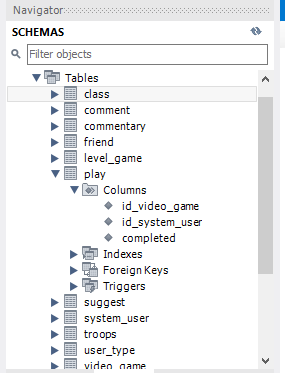 Navigator
SCHEMAS
Filter objects
Tables
class
comment
commentary
friend
level_game
play
Columns
id_video_game
id_system_user
completed
Indexes
Foreign Keys
Triggers
suggest
system_user
troops
user_type
video_game